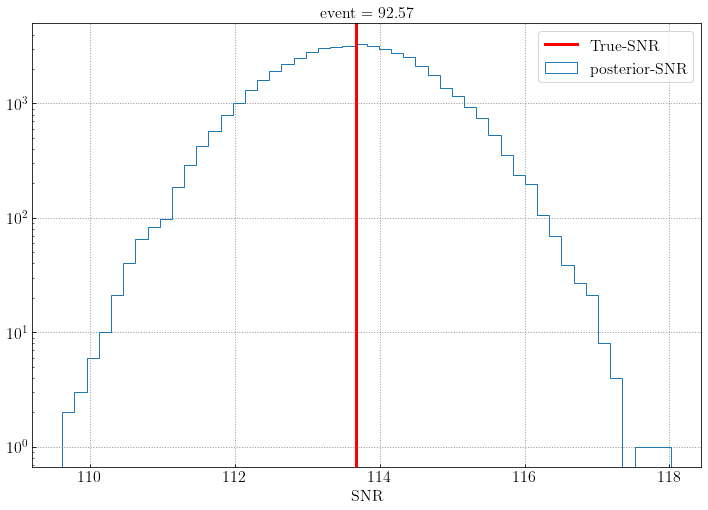 event = 92.57
True-SNR
posterior-SNR
10^3
10^2
10^1
10^0
110 112 114 116 118
SNR